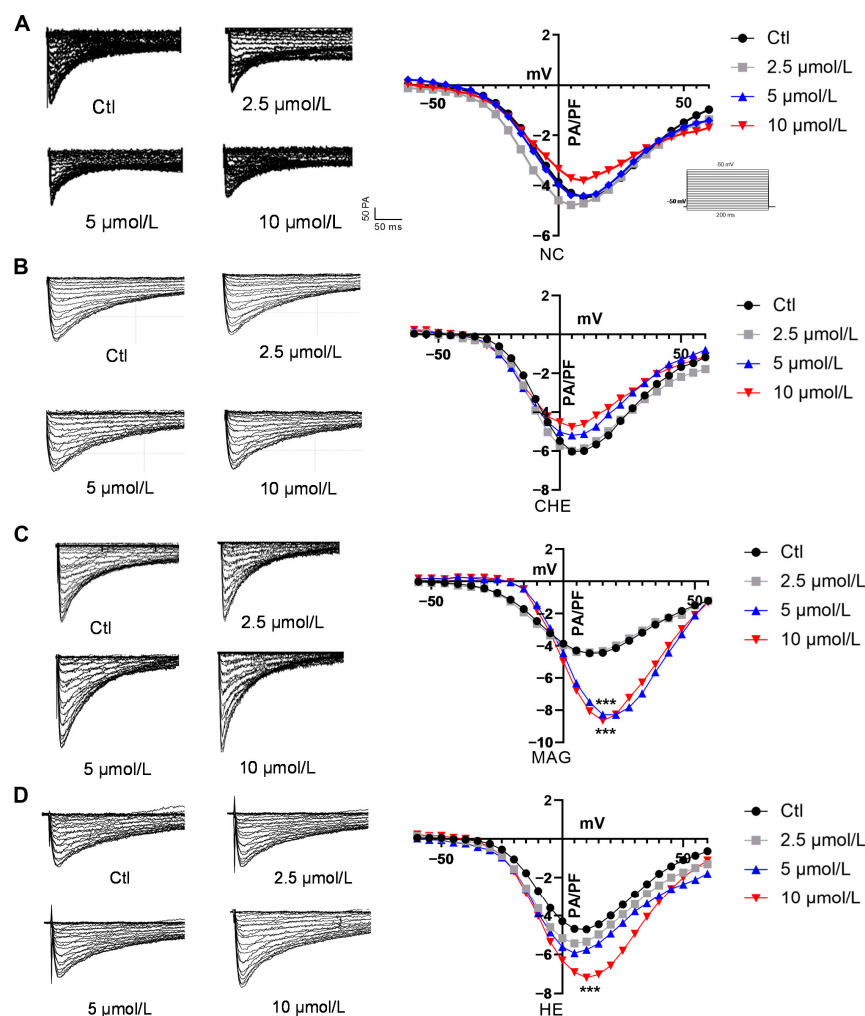 A
Ctl
2.5 µmol/L
5 µmol/L
10 µmol/L
50 PA
50 ms
2
mV
−50
50
PA/PF
−2
−4
−6
NC
Ctl
2.5 µmol/L
5 µmol/L
10 µmol/L
60 mV
−50 mV
200 ms
B
Ctl
2.5 µmol/L
5 µmol/L
10 µmol/L
2
mV
−50
50
PA/PF
−2
−4
−6
−8
CHE
Ctl
2.5 µmol/L
5 µmol/L
10 µmol/L
C
Ctl
2.5 µmol/L
5 µmol/L
10 µmol/L
2
mV
−50
50
PA/PF
−2
−4
−6
−8
−10
***
***
MAG
Ctl
2.5 µmol/L
5 µmol/L
10 µmol/L
D
Ctl
2.5 µmol/L
5 µmol/L
10 µmol/L
2
mV
−50
50
PA/PF
−2
−4
−6
−8
***
HE
Ctl
2.5 µmol/L
5 µmol/L
10 µmol/L